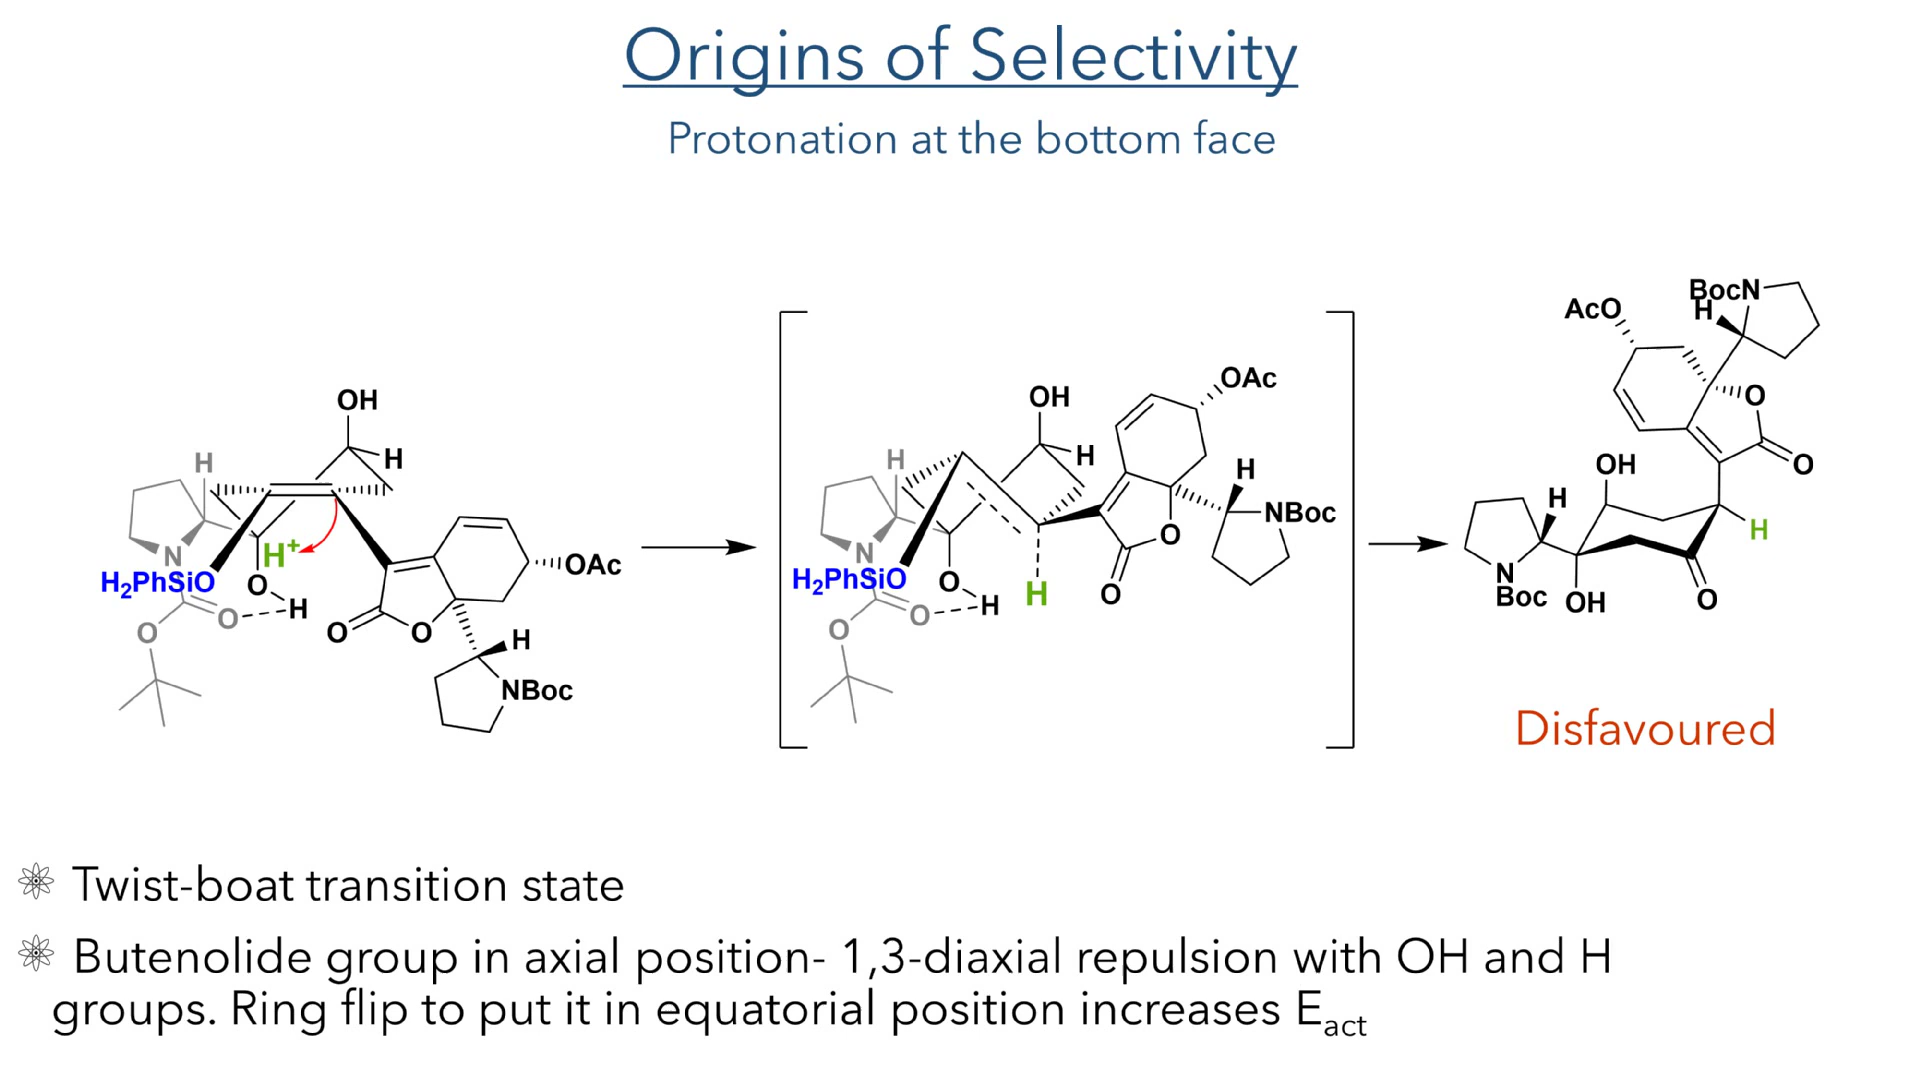 Origins of Selectivity
Protonation at the bottom face
OH
H
H
N
H⁺
H₂PhSiO
O
H
O
O
O
O
OAc
H
NBoc
OH
H
H
N
H₂PhSiO
O
H
O
O
H
O
O
OAc
H
NBoc
AcO
BocN
H
O
O
OH
H
H
N
Boc
OH
O
Disfavoured
Twist-boat transition state
Butenolide group in axial position- 1,3-diaxial repulsion with OH and H
groups. Ring flip to put it in equatorial position increases Eact